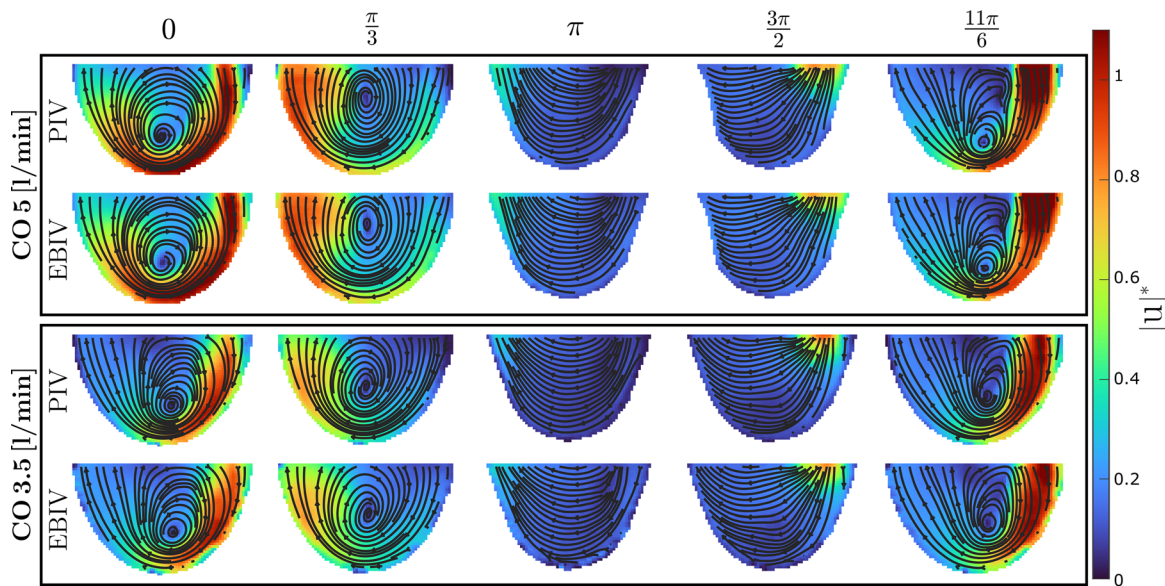 0 π/3 π 3π/2 11π/6
CO 5 [l/min]
PIV
EBIV
CO 3.5 [l/min]
PIV
EBIV
1
0.8
0.6
0.4
0.2
0
|u|*